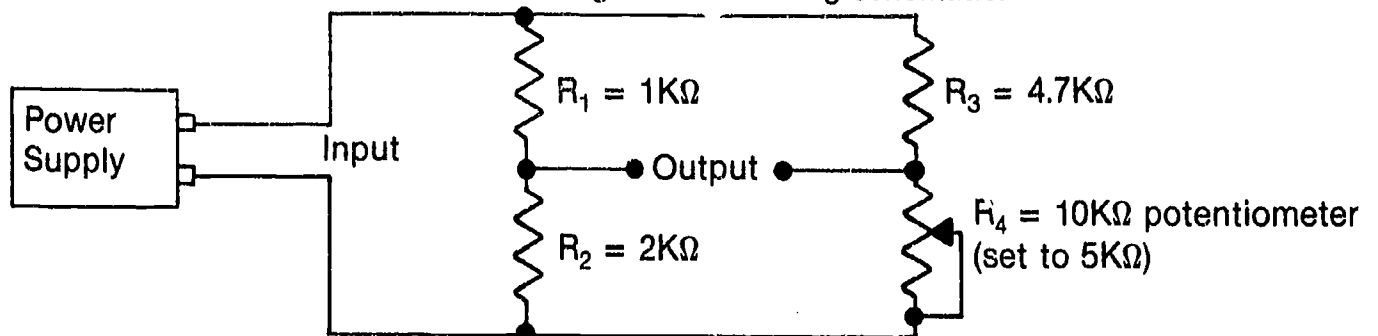 Power
Supply
Input
R₁ = 1KΩ
R₂ = 2KΩ
Output
R₃ = 4.7KΩ
R₄ = 10KΩ potentiometer
(set to 5KΩ)